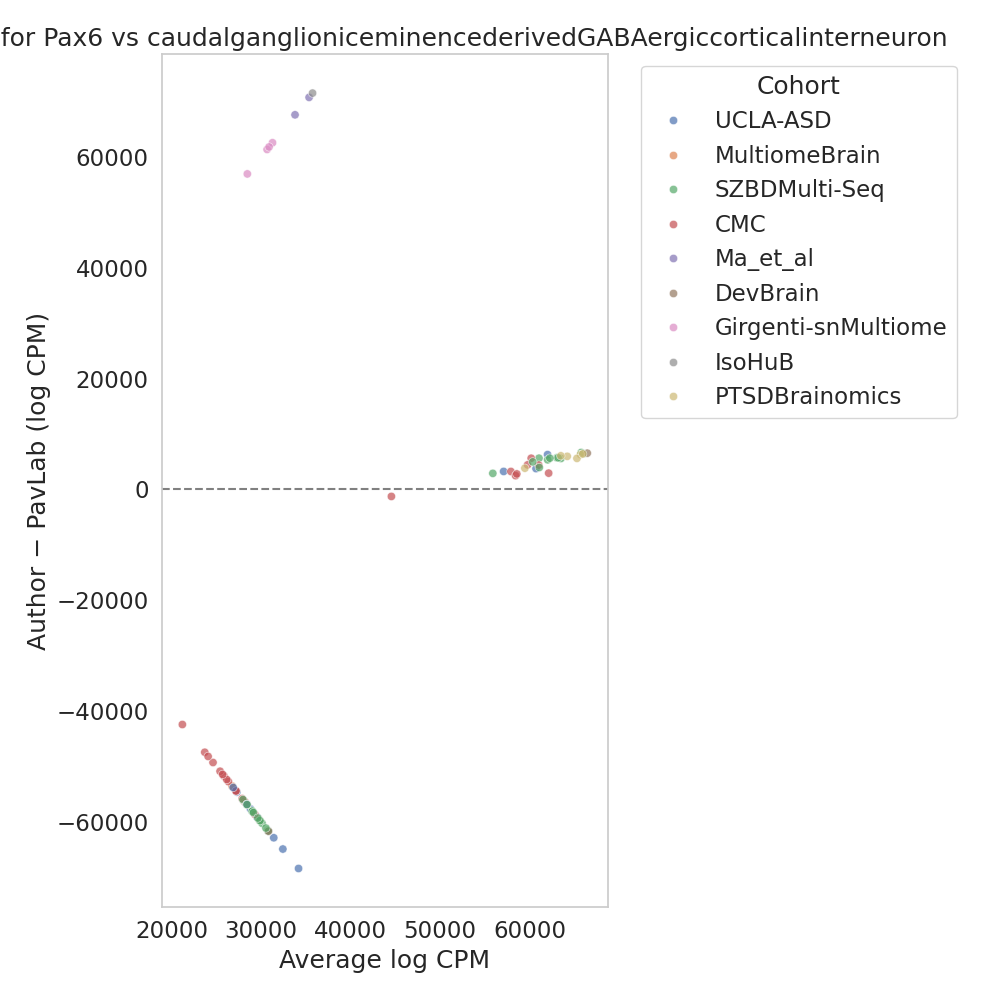 for Pax6 vs caudalganglioniceminencederivedGABAergiccorticalinterneuron
Author − PavLab (log CPM)
60000
40000
20000
0
−20000
−40000
−60000
20000 30000 40000 50000 60000
Average log CPM
Cohort
UCLA-ASD
MultiomeBrain
SZBDMulti-Seq
CMC
Ma_et_al
DevBrain
Girgenti-snMultiome
IsoHuB
PTSDBrainomics